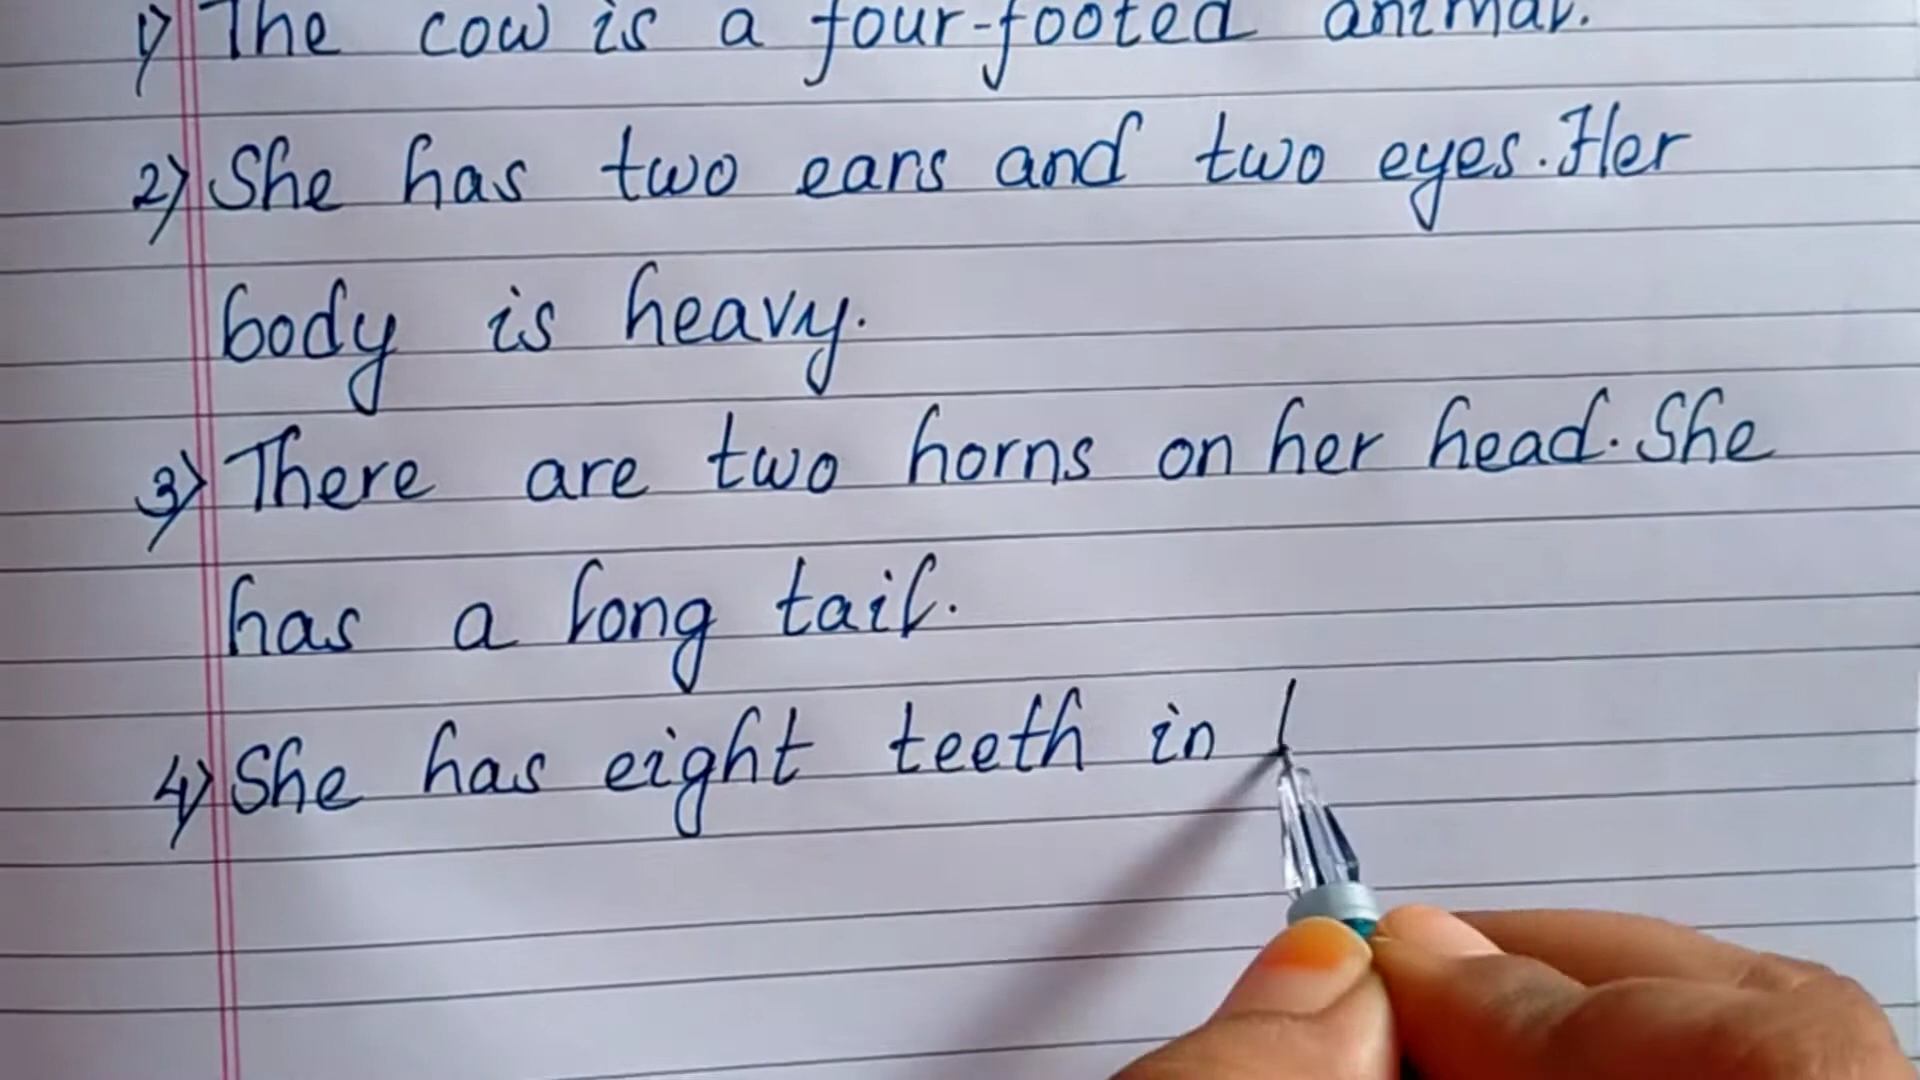 1) The cow is a four-footed animal.
2) She has two ears and two eyes. Her
body is heavy.
3) There are two horns on her head. She
has a long tail.
4) She has eight teeth in